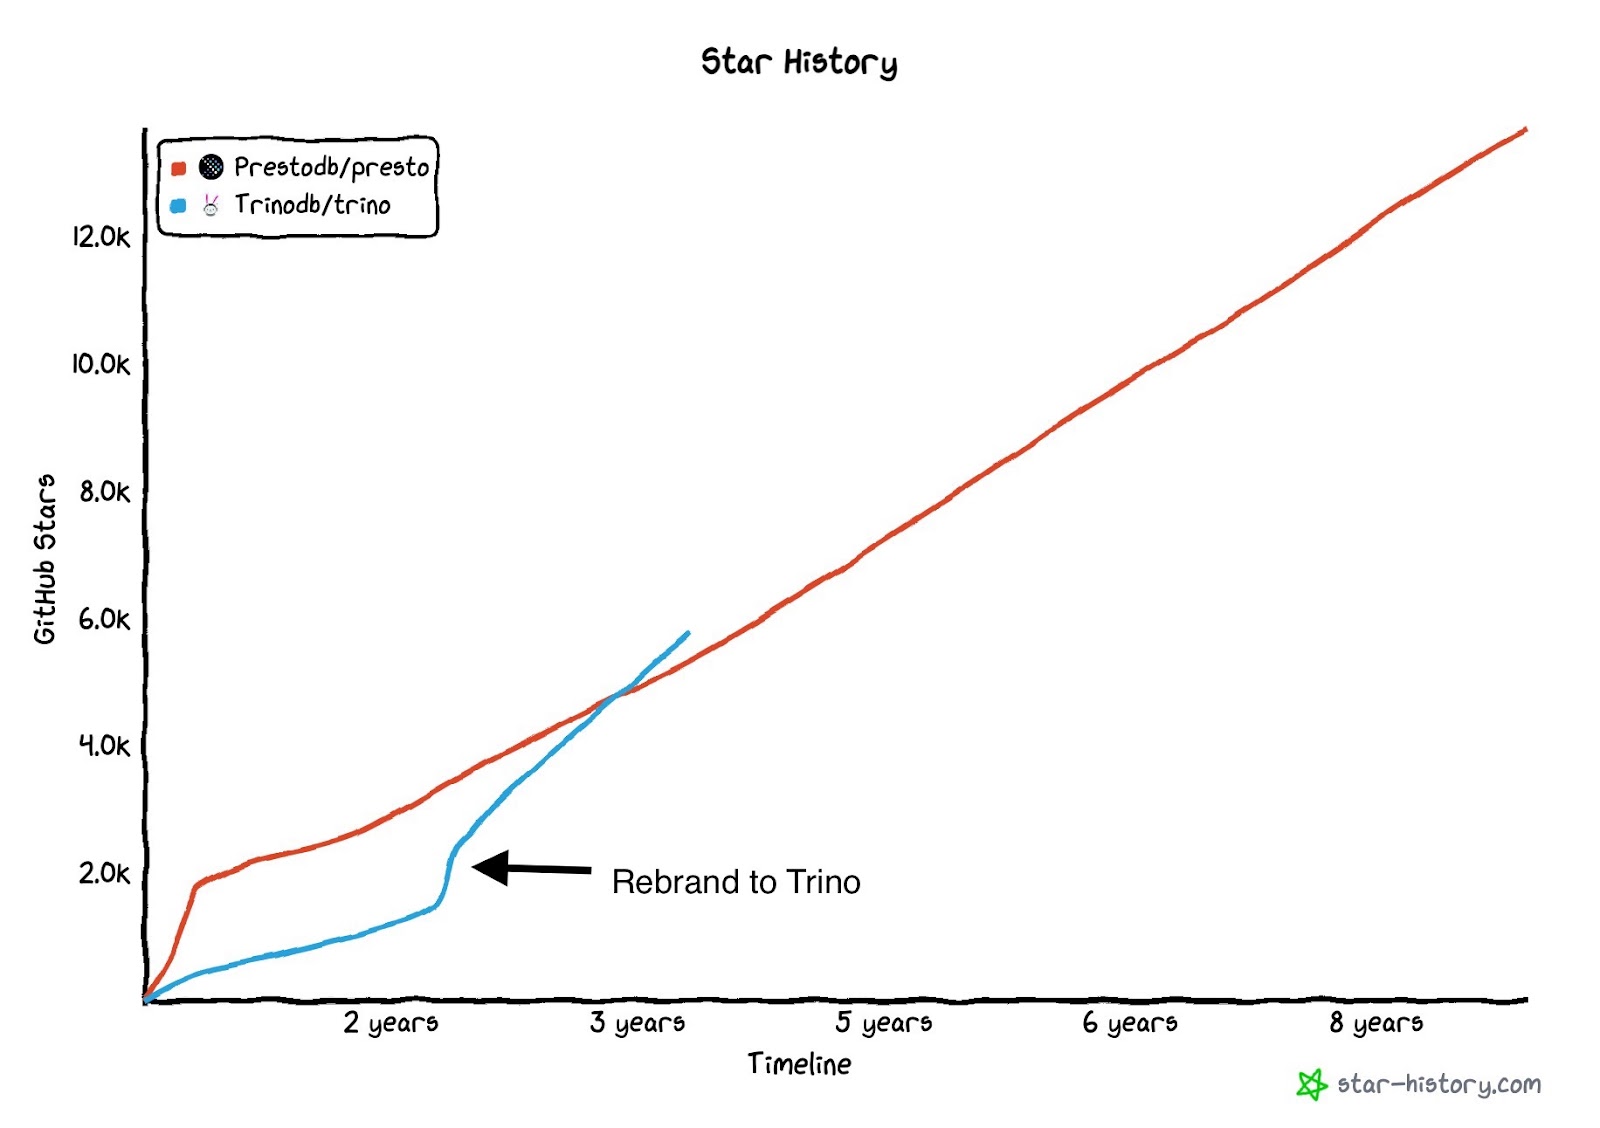 Star History
Prestodb/presto
Trinodb/trino
12.0K
10.0K
8.0K
6.0K
4.0K
2.0K
GitHub Stars
Rebrand to Trino
2 years
3 years
5 years
6 years
8 years
Timeline
star-history.com